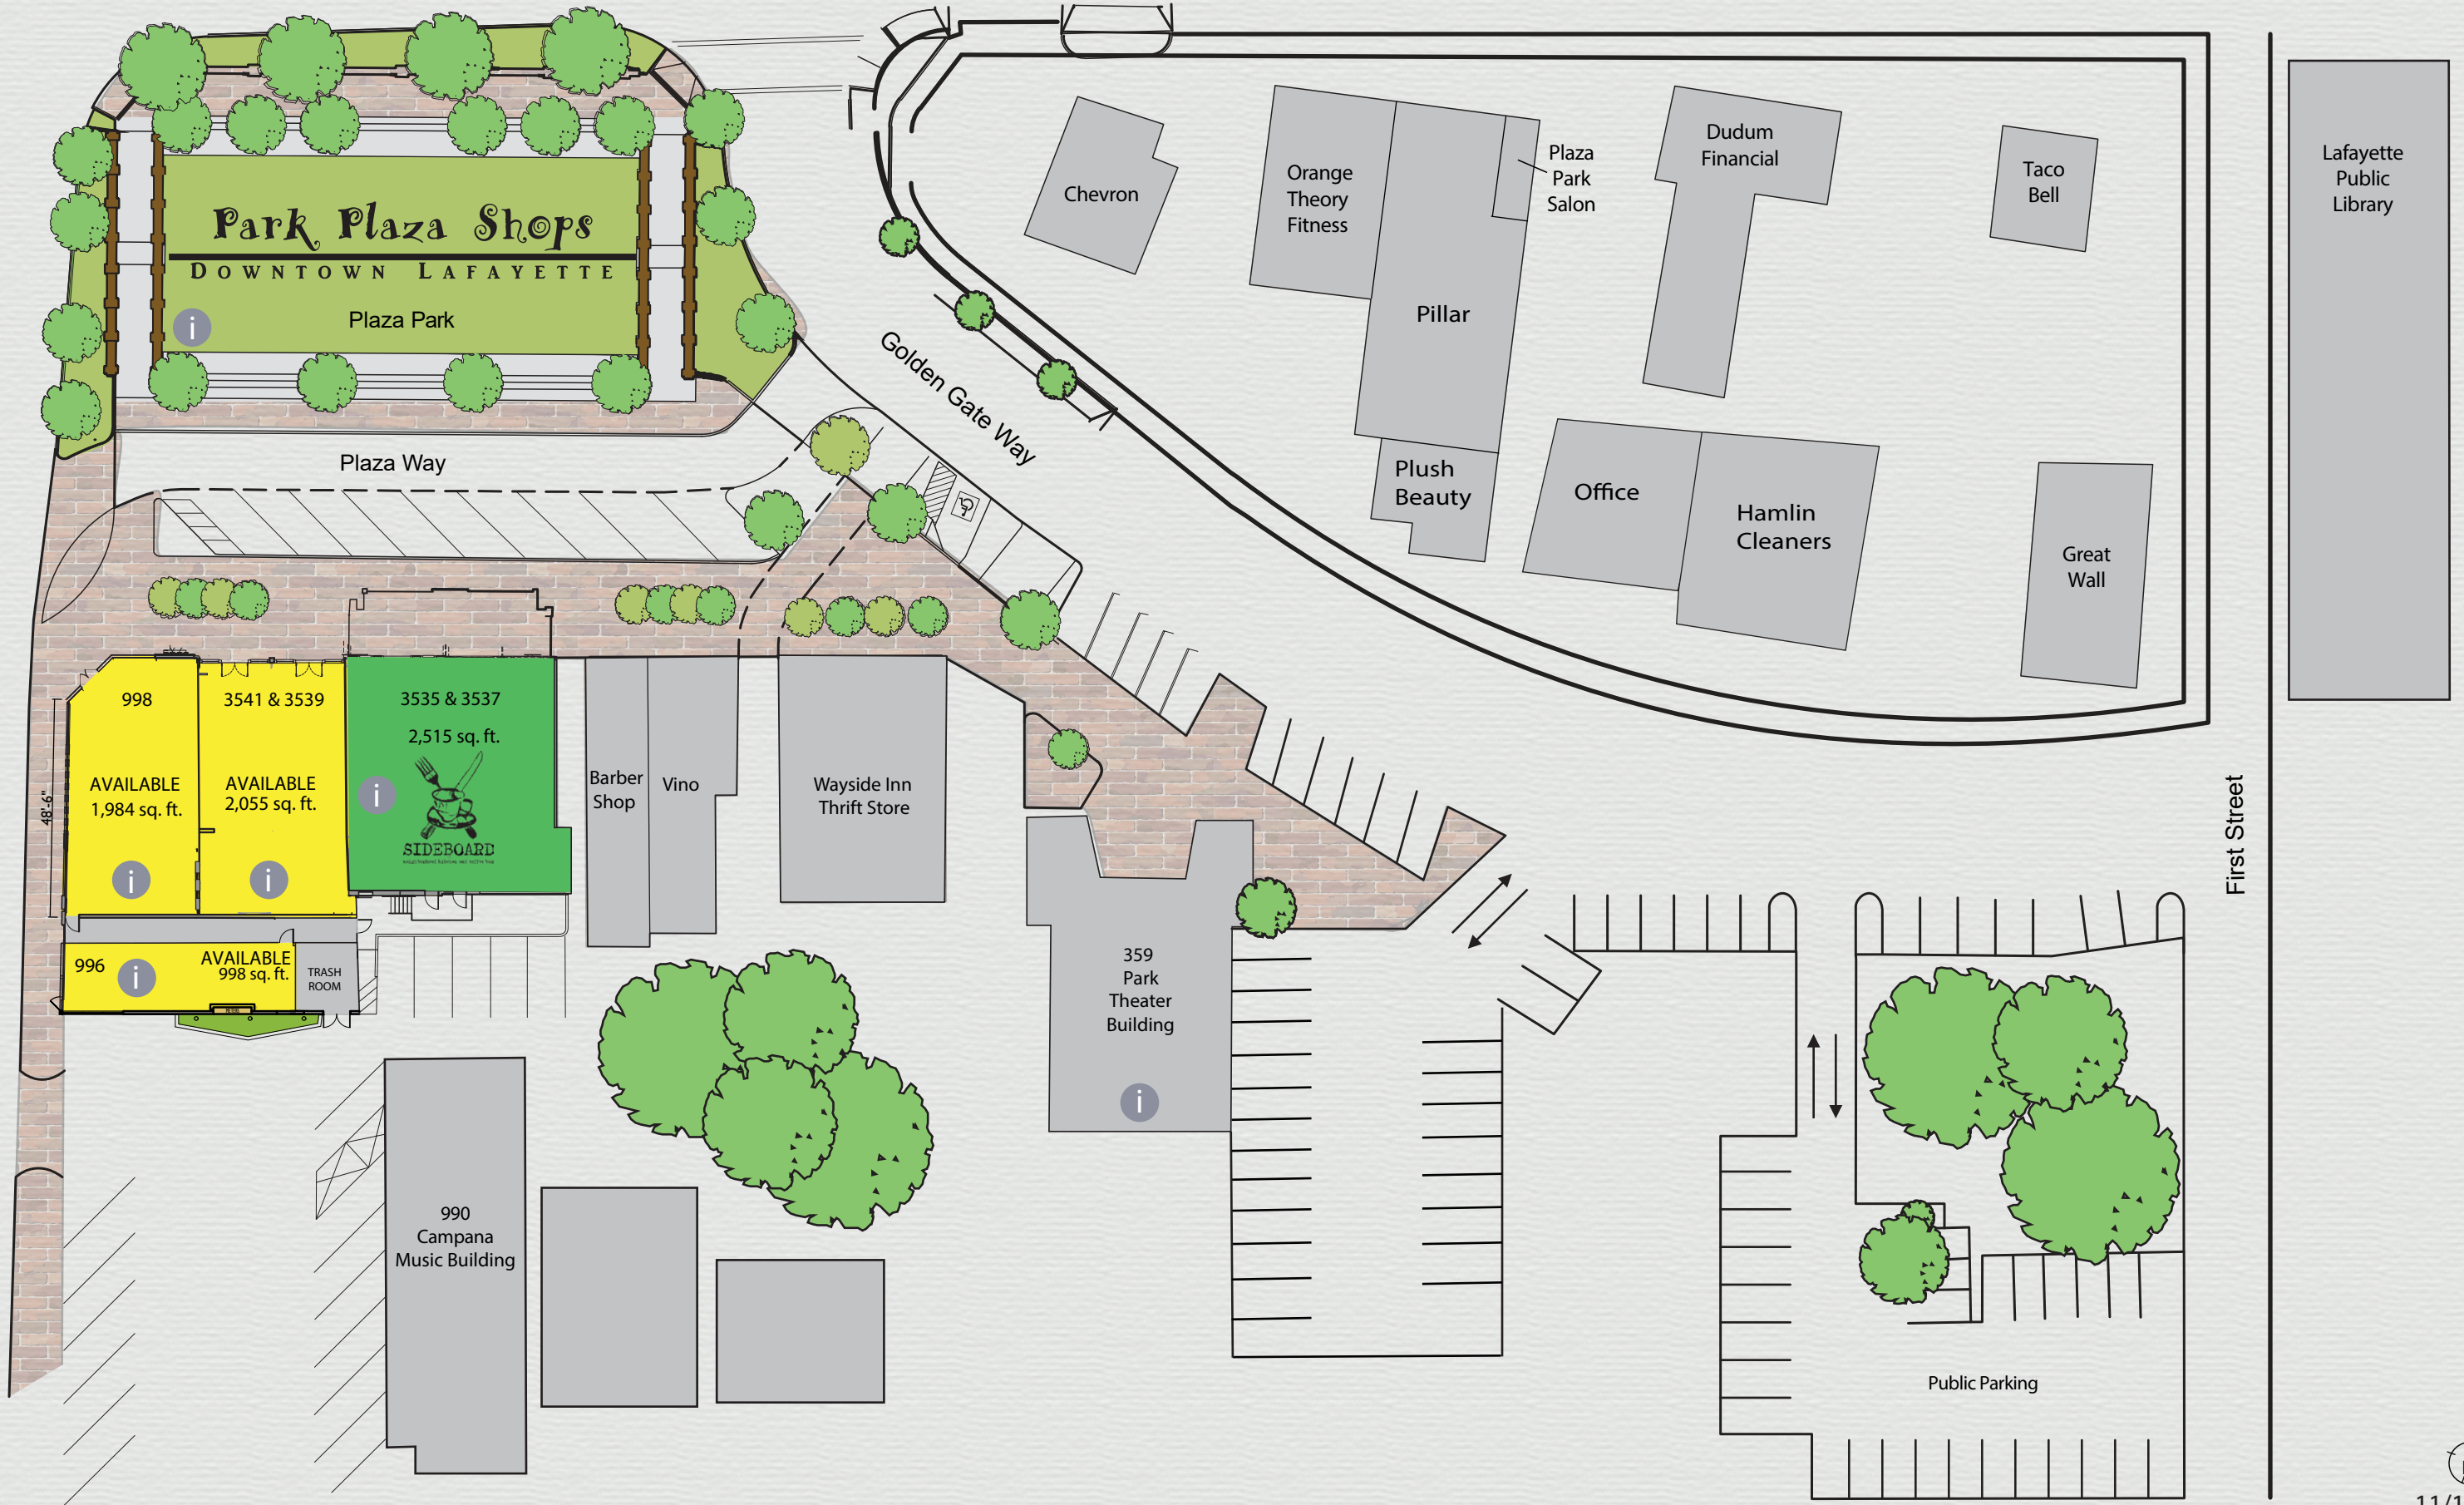 Park Plaza Shops
DOWNTOWN LAFAYETTE
Plaza Park
i
Plaza Way
Golden Gate Way
Chevron
Orange
Theory
Fitness
Pillar
Plaza
Park
Salon
Dudum
Financial
Taco
Bell
Lafayette
Public
Library
Plush
Beauty
Office
Hamlin
Cleaners
Great
Wall
First Street
998
AVAILABLE
1,984 sq. ft.
i
48'-6"
3541 & 3539
AVAILABLE
2,055 sq. ft.
i
3535 & 3537
2,515 sq. ft.
i
SIDEBOARD
Barber
Shop
Vino
Wayside Inn
Thrift Store
996
i
AVAILABLE
998 sq. ft.
TRASH
ROOM
359
Park
Theater
Building
i
990
Campana
Music Building
Public Parking